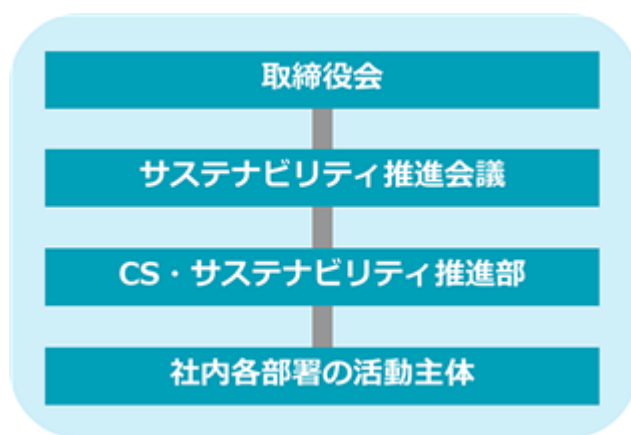 取締役会
サステナビリティ推進会議
CS・サステナビリティ推進部
社内各部署の活動主体